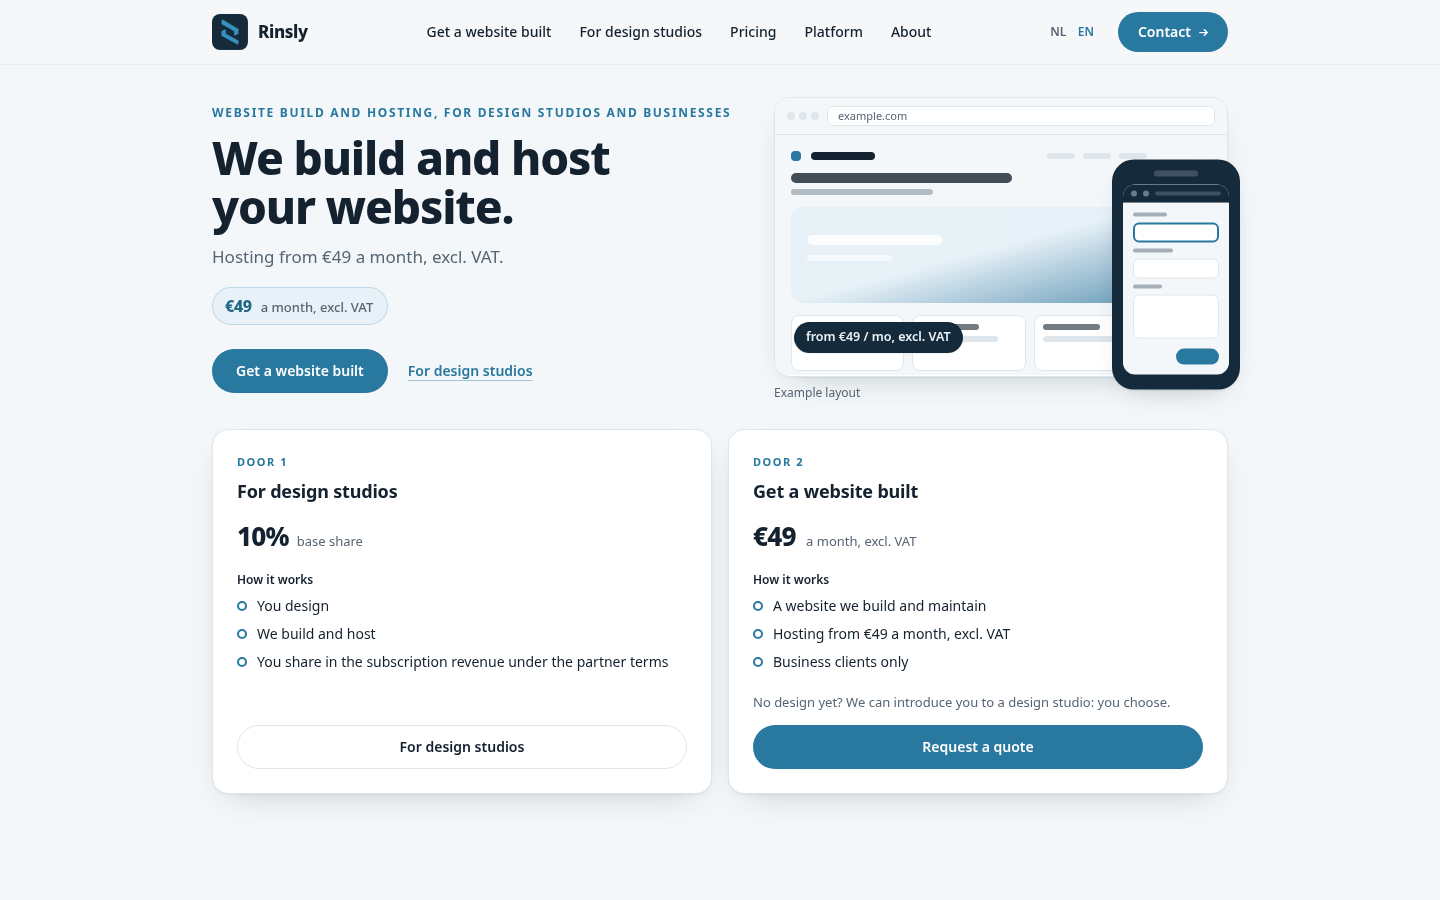 Rinsly
Get a website built
For design studios
Pricing
Platform
About
NL · EN
Contact →
WEBSITE BUILD AND HOSTING, FOR DESIGN STUDIOS AND BUSINESSES
We build and host
your website.
Hosting from €49 a month, excl. VAT.
€49 a month, excl. VAT
Get a website built
For design studios
example.com
from €49 / mo, excl. VAT
Example layout
DOOR 1
For design studios
10% base share
How it works
You design
We build and host
You share in the subscription revenue under the partner terms
For design studios
DOOR 2
Get a website built
€49 a month, excl. VAT
How it works
A website we build and maintain
Hosting from €49 a month, excl. VAT
Business clients only
No design yet? We can introduce you to a design studio: you choose.
Request a quote